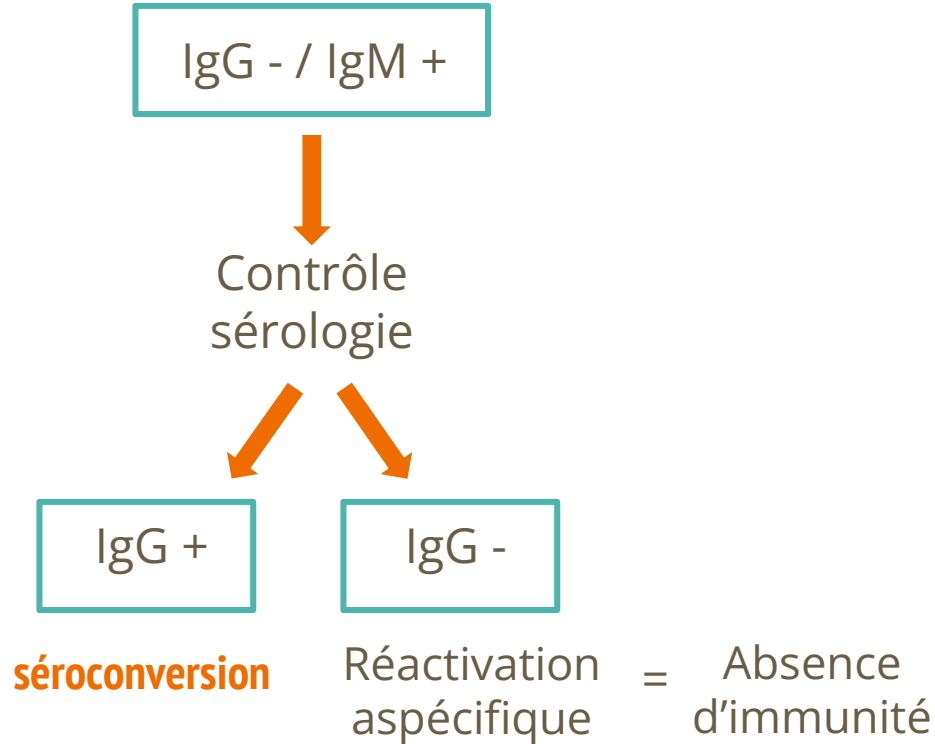 IgG - / IgM +
Contrôle
sérologie
IgG +
IgG -
séroconversion
Réactivation
aspécifique
=
Absence
d’immunité